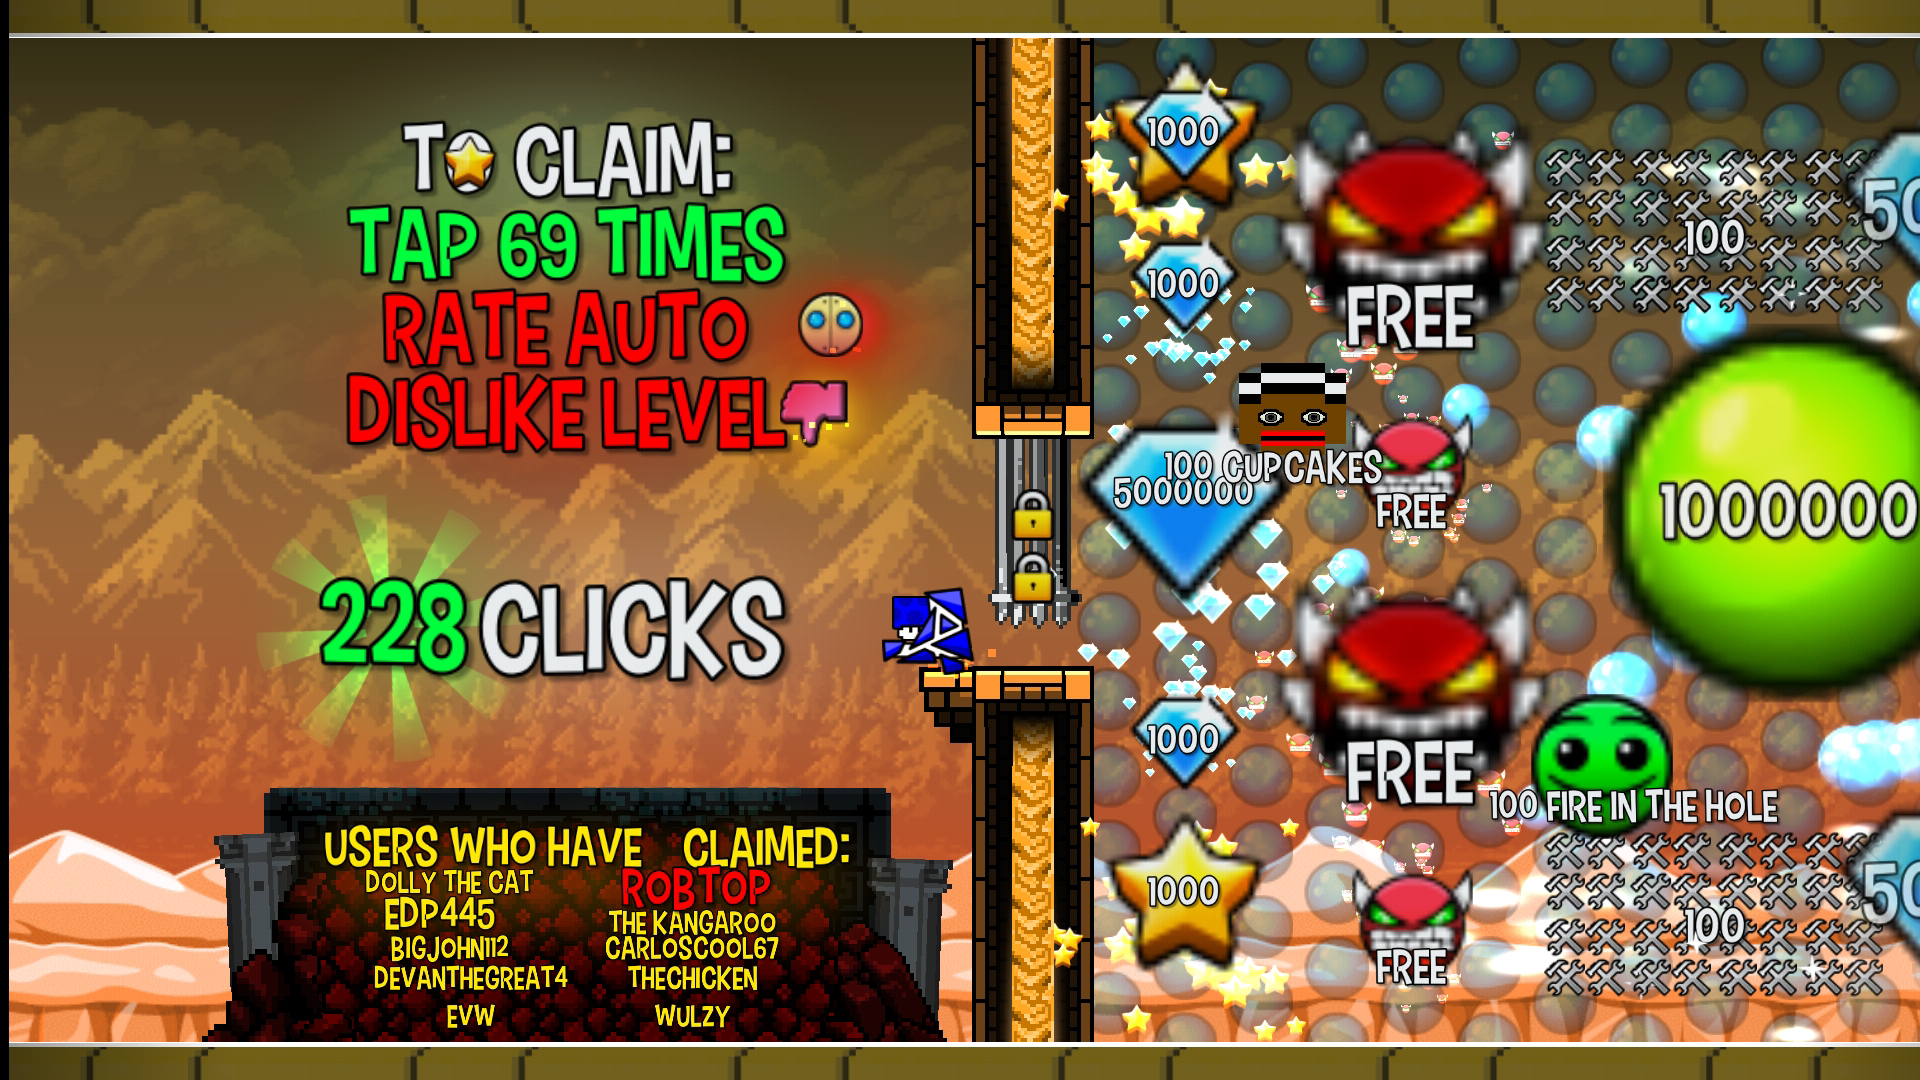 TO CLAIM:
TAP 69 TIMES
RATE AUTO
DISLIKE LEVEL
228 CLICKS
USERS WHO HAVE CLAIMED:
DOLLY THE CAT
EDP445
BIGJOHN112
DEVANTHEGREAT4
EVW
ROBTOP
THE KANGAROO
CARLOSCOOL67
THECHICKEN
WULZY
1000
1000
FREE
100
50
100 CUPCAKES
5000000
FREE
1000000
1000
FREE
100 FIRE IN THE HOLE
1000
FREE
100
50